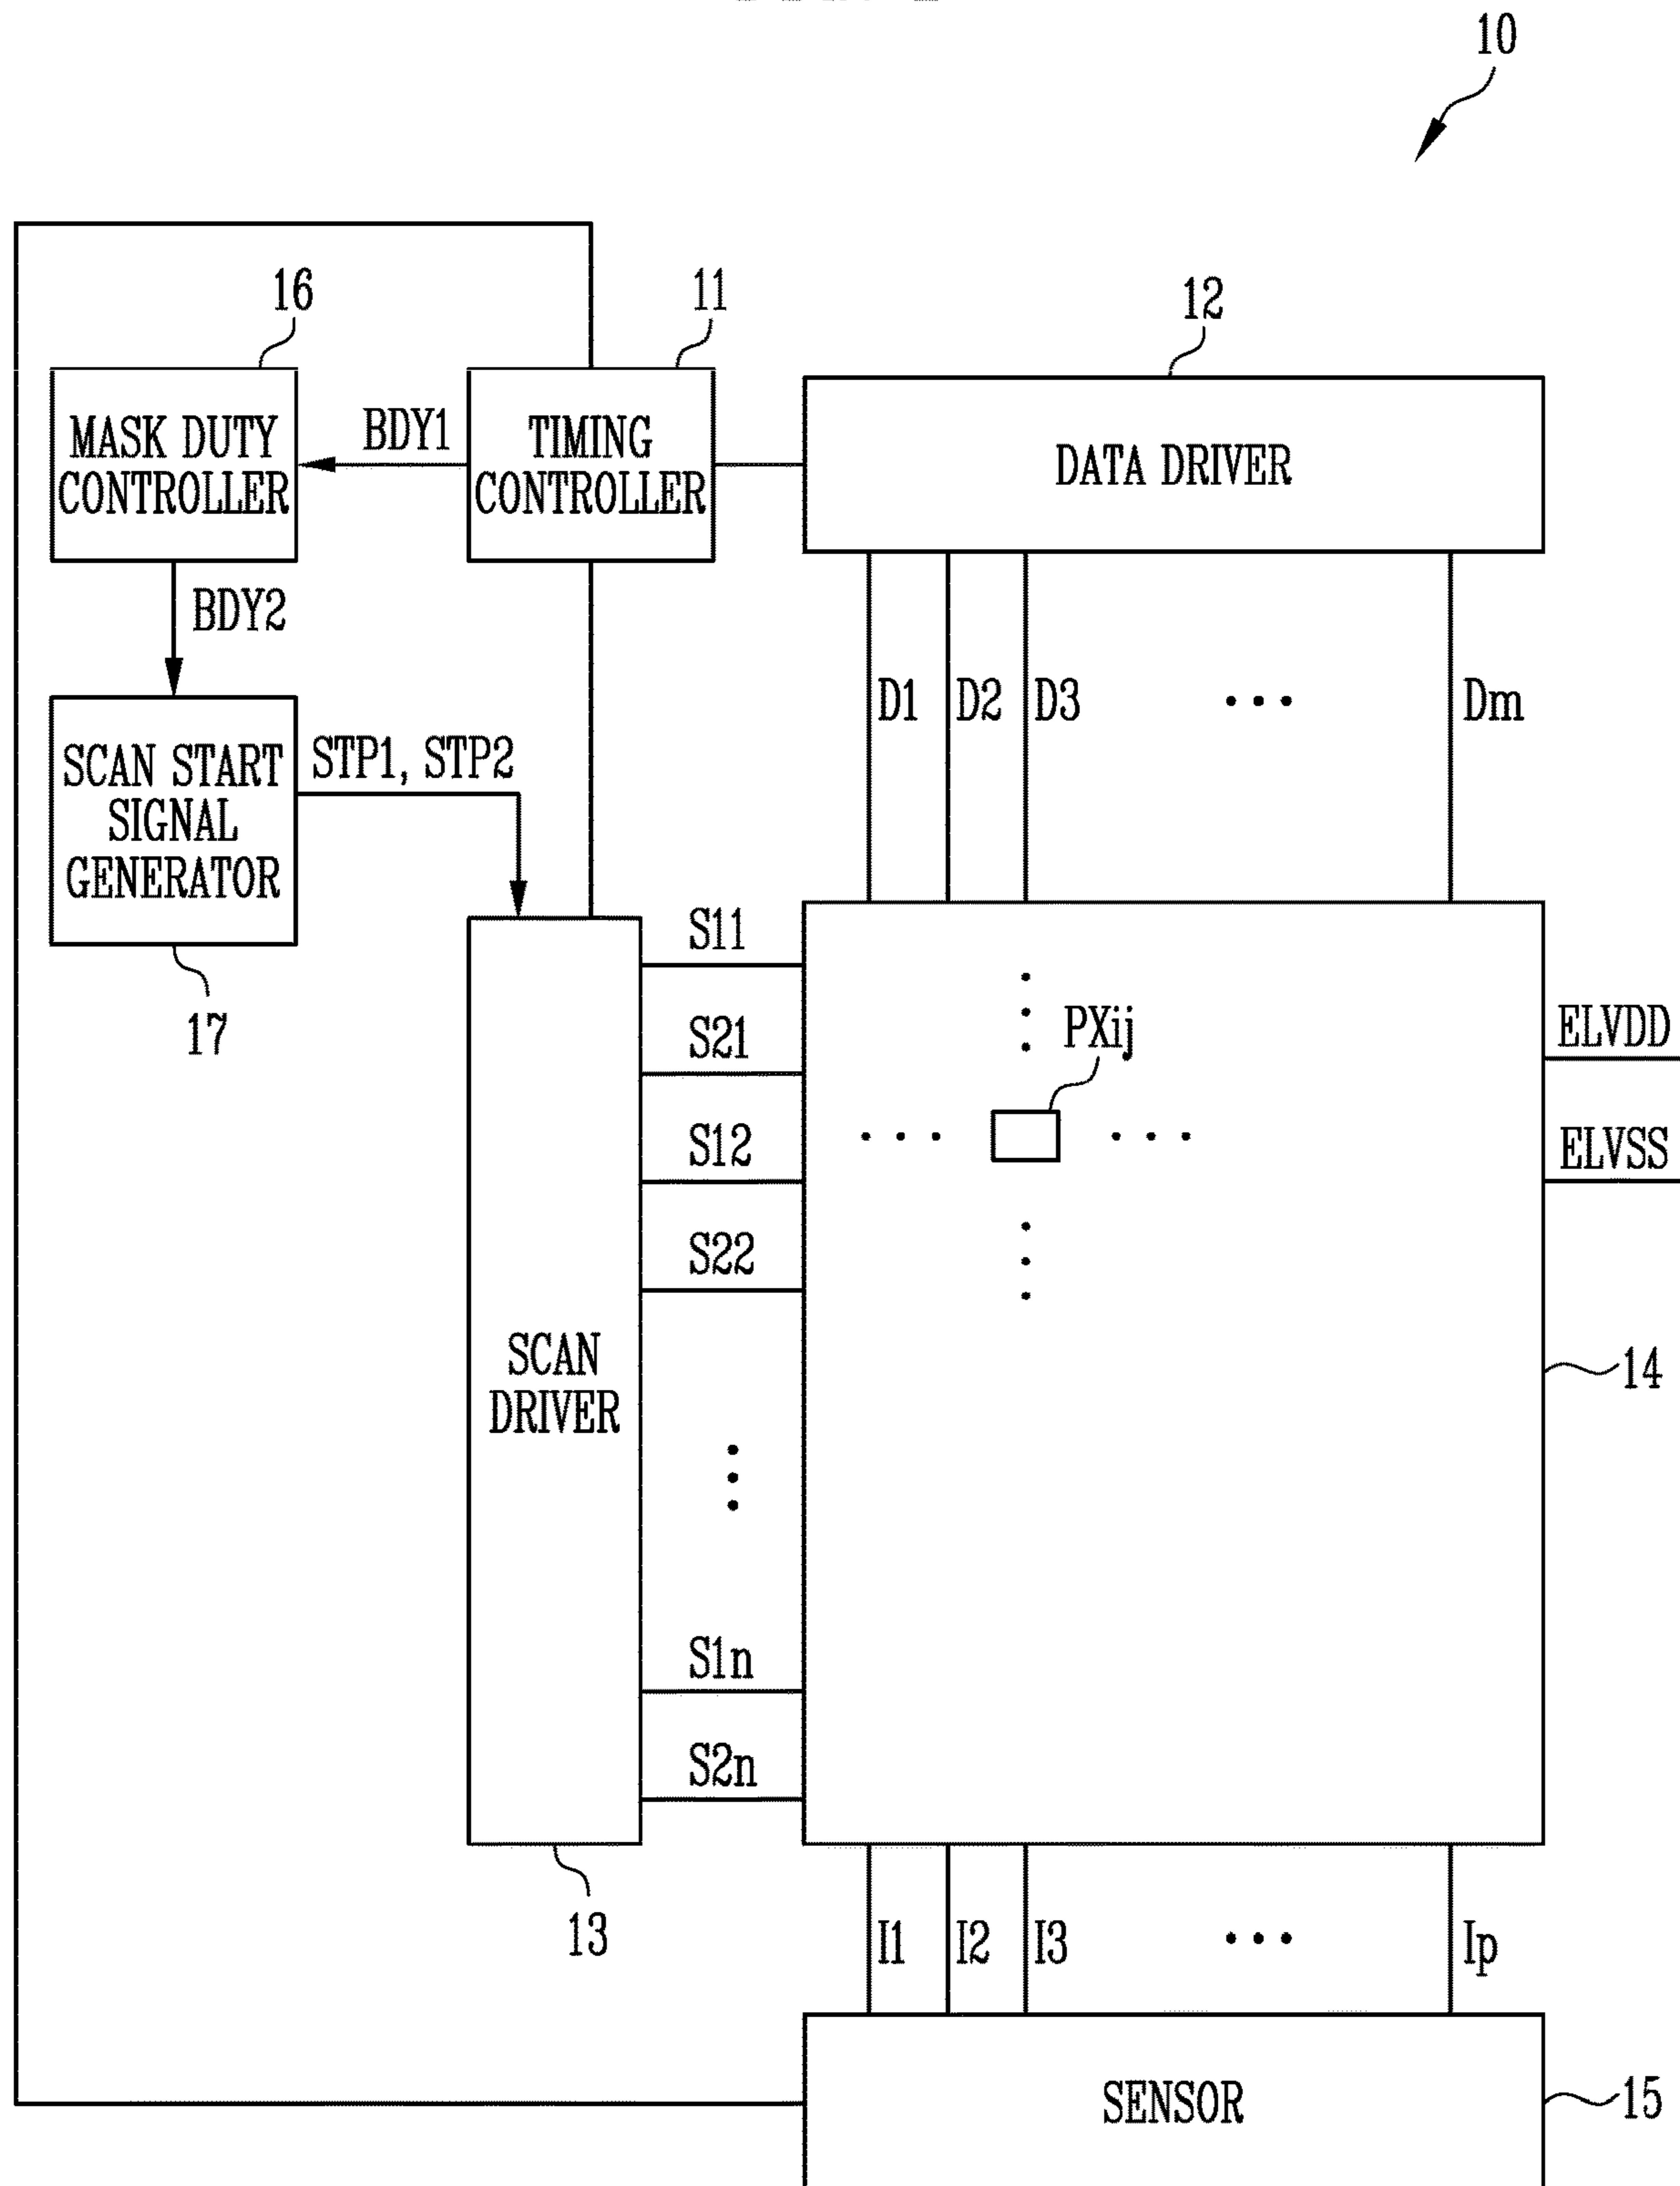 10
16
11
12
MASK DUTY
CONTROLLER
BDY1
TIMING
CONTROLLER
DATA DRIVER
BDY2
D1
D2
D3
Dm
SCAN START
SIGNAL
GENERATOR
STP1, STP2
17
S11
S21
S12
S22
PXij
ELVDD
ELVSS
SCAN
DRIVER
14
S1n
S2n
13
I1
I2
I3
Ip
SENSOR
15